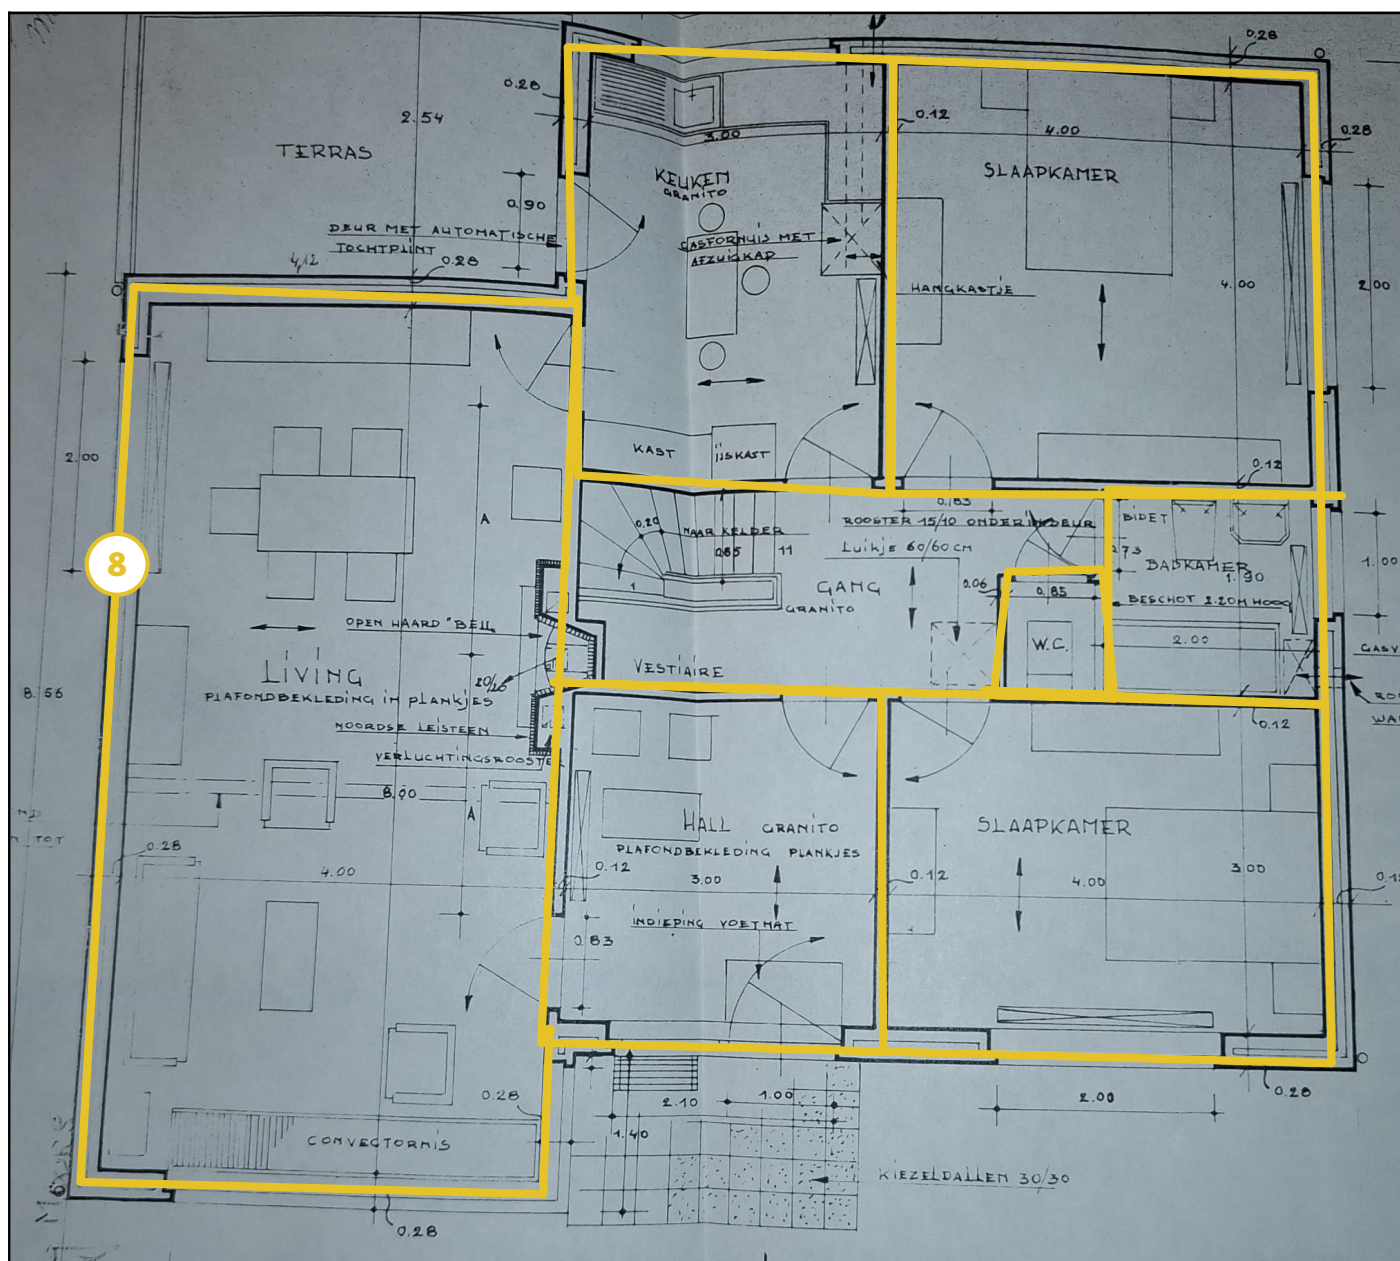 0.28
0.28
2.54
0.12
3.00
4.00
0.28
TERRAS
KEUKEN
GRANITO
SLAAPKAMER
0.90
DEUR MET AUTOMATISCHE
TOCHTPLINT
GASFORNUIS MET
AFZUIGKAP
4,12
0.28
HANGKASTJE
4.00
2.00
2.00
KAST
IJSKAST
0.12
A
0.20
NAAR KELDER
0.85
11
0.83
ROOSTER 15/10 ONDER IN DEUR
BIDET
Luikje 60/60 cm
0.73
8
BADKAMER
1.90
1.00
1
GANG
GRANITO
0.06
0.85
BESCHOT 2.20M HOOG
OPEN HAARD "BELL
W.C.
2.00
LIVING
PLAFONDBEKLEDING IN PLANKJES
20/20
VESTIAIRE
8.56
NOORDSE LEISTEEN
VERLUCHTINGSROOSTER
0.12
8.00
A
HALL GRANITO
PLAFONDBEKLEDING PLANKJES
SLAAPKAMER
TOT
0.28
4.00
0.12
3.00
0.12
4.00
3.00
INDIEPING VOETMAT
0.83
0.28
2.10
1.00
2.00
0.28
1.40
CONVECTORNIS
KIEZELDALLEN 30/30
0.28